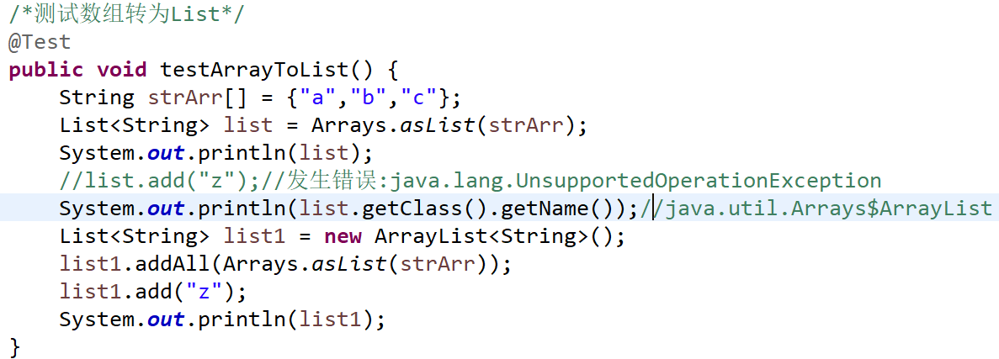 /*测试数组转为List*/
@Test
public void testArrayToList() {
    String strArr[] = {"a","b","c"};
    List<String> list = Arrays.asList(strArr);
    System.out.println(list);
    //list.add("z");//发生错误:java.lang.UnsupportedOperationException
    System.out.println(list.getClass().getName());//java.util.Arrays$ArrayList
    List<String> list1 = new ArrayList<String>();
    list1.addAll(Arrays.asList(strArr));
    list1.add("z");
    System.out.println(list1);
}